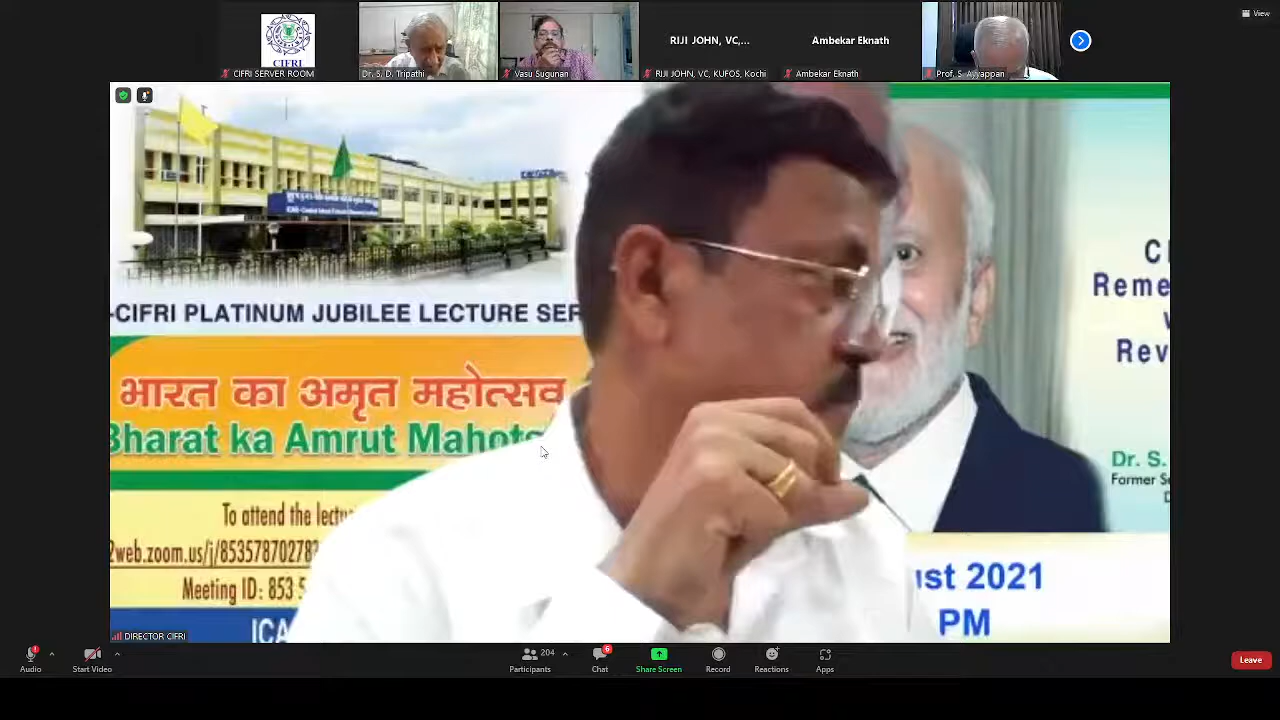 View
CIFRI
CIFRI SERVER ROOM
Dr. S. D. Tripathi
Vasu Sugunan
RIJI JOHN, VC,...
RIJI JOHN, VC, KUFOS, Kochi
Ambekar Eknath
Ambekar Eknath
Prof. S. Ayyappan
-CIFRI PLATINUM JUBILEE LECTURE SER
भारत का अमृत महोत्सव
Bharat ka Amrut Mahots
To attend the lectu
2web.zoom.us/j/85357870278?
Meeting ID: 853 5
ICA
C
Reme
Rev
Dr. S.
Former Se
D
ust 2021
PM
DIRECTOR CIFRI
Audio
Start Video
204
Participants
6
Chat
Share Screen
Record
Reactions
Apps
Leave